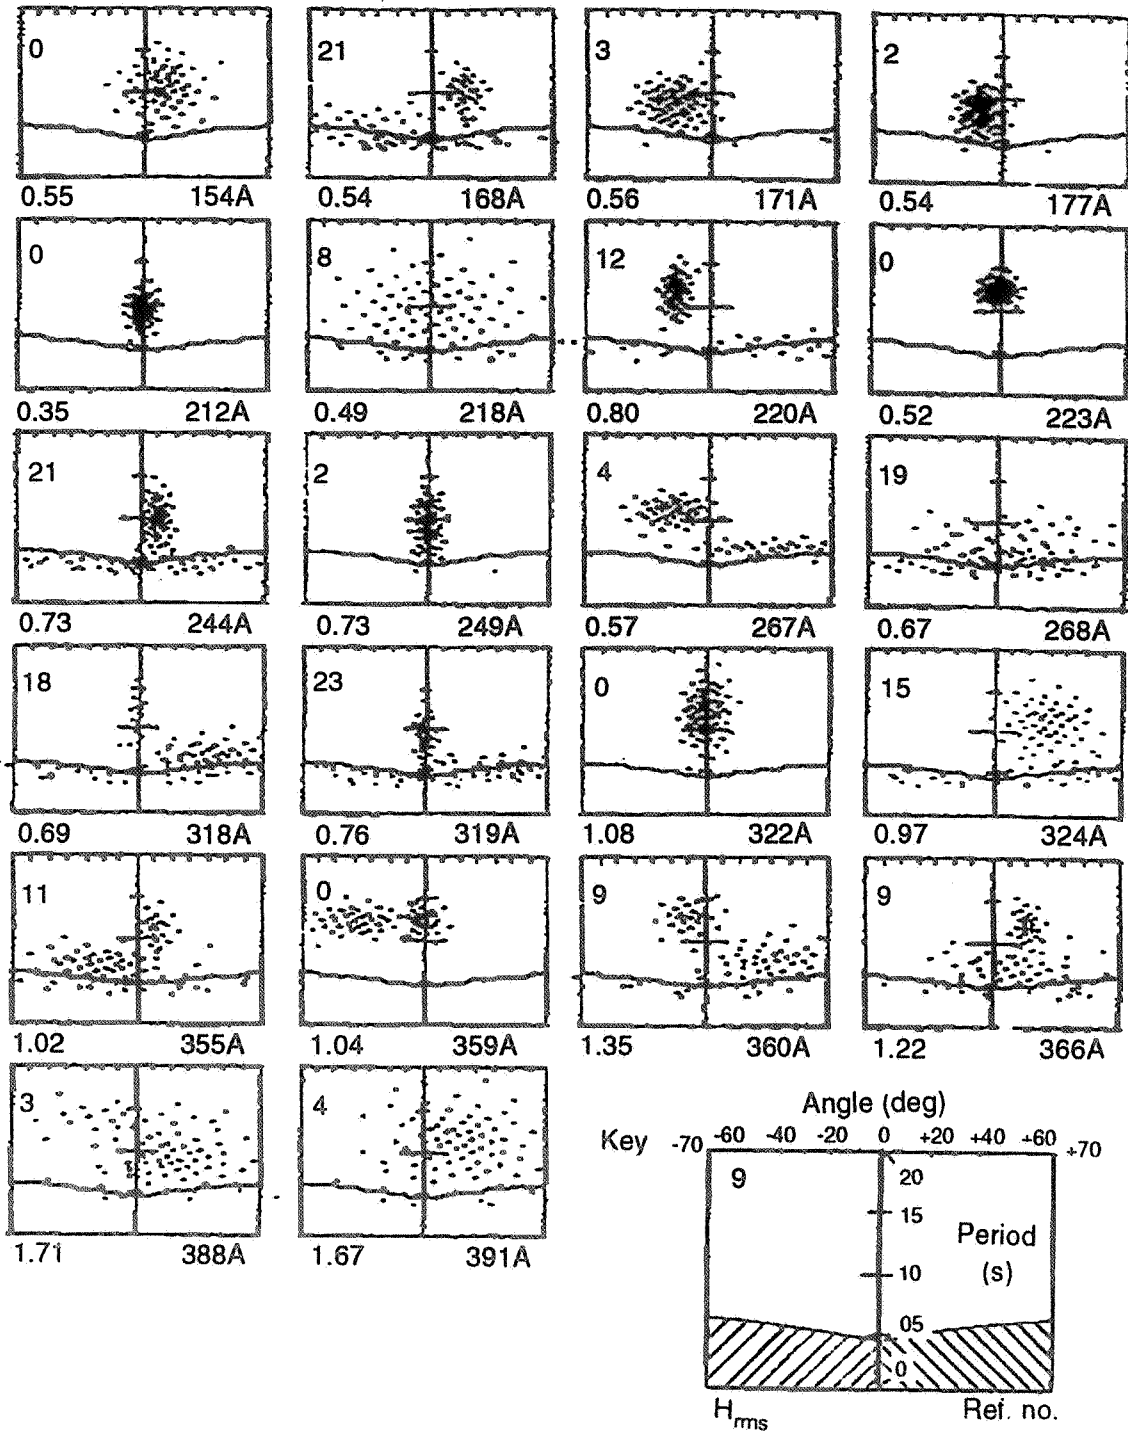 0 21 3 2
0.55 154A 0.54 168A 0.56 171A 0.54 177A
0 8 12 0
0.35 212A 0.49 218A 0.80 220A 0.52 223A
21 2 4 19
0.73 244A 0.73 249A 0.57 267A 0.67 268A
18 23 0 15
0.69 318A 0.76 319A 1.08 322A 0.97 324A
11 0 9 9
1.02 355A 1.04 359A 1.35 360A 1.22 366A
3 4
1.71 388A 1.67 391A
Angle (deg)
Key -70 -60 -40 -20 0 +20 +40 +60 +70
9 20
15
Period
(s)
10
05
0
Hrms Ref. no.